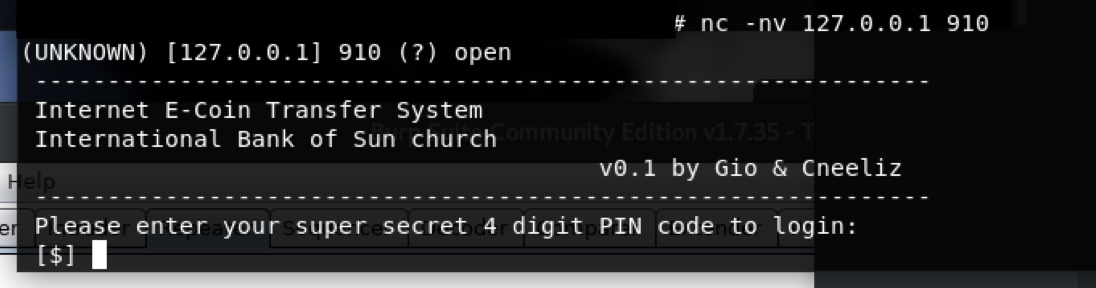 # nc -nv 127.0.0.1 910
(UNKNOWN) [127.0.0.1] 910 (?) open
--------------------------------------------------------------
Internet E-Coin Transfer System
International Bank of Sun church
Community Edition v1.7.35 - T
v0.1 by Gio & Cneeliz
Help
--------------------------------------------------------------
Please enter your super secret 4 digit PIN code to login:
[$]